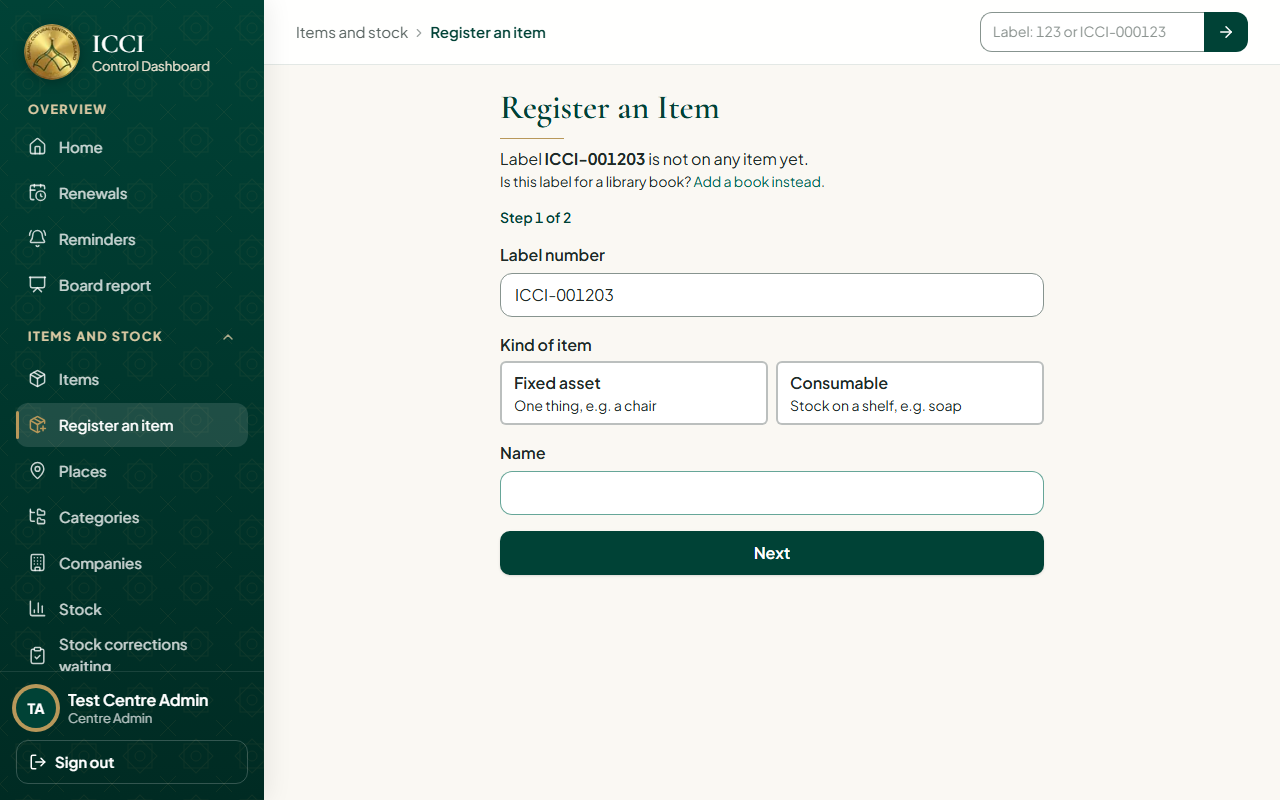 ICCI
Control Dashboard
OVERVIEW
Home
Renewals
Reminders
Board report
ITEMS AND STOCK
Items
Register an item
Places
Categories
Companies
Stock
Stock corrections
waiting
TA
Test Centre Admin
Centre Admin
Sign out
Items and stock
Register an item
Label: 123 or ICCI-000123
Register an Item
Label ICCI-001203 is not on any item yet.
Is this label for a library book? Add a book instead.
Step 1 of 2
Label number
ICCI-001203
Kind of item
Fixed asset
One thing, e.g. a chair
Consumable
Stock on a shelf, e.g. soap
Name
Next